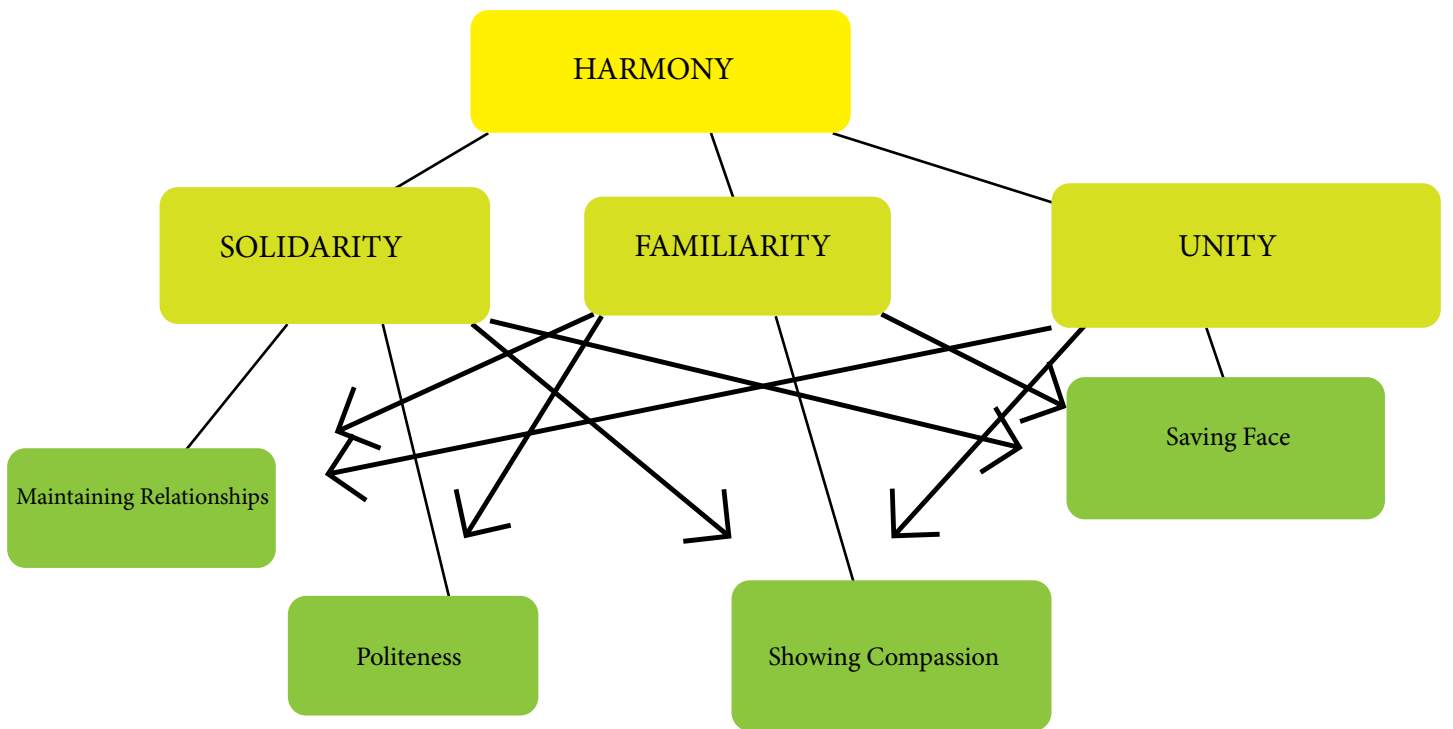 HARMONY
SOLIDARITY
FAMILIARITY
UNITY
Saving Face
Maintaining Relationships
Politeness
Showing Compassion